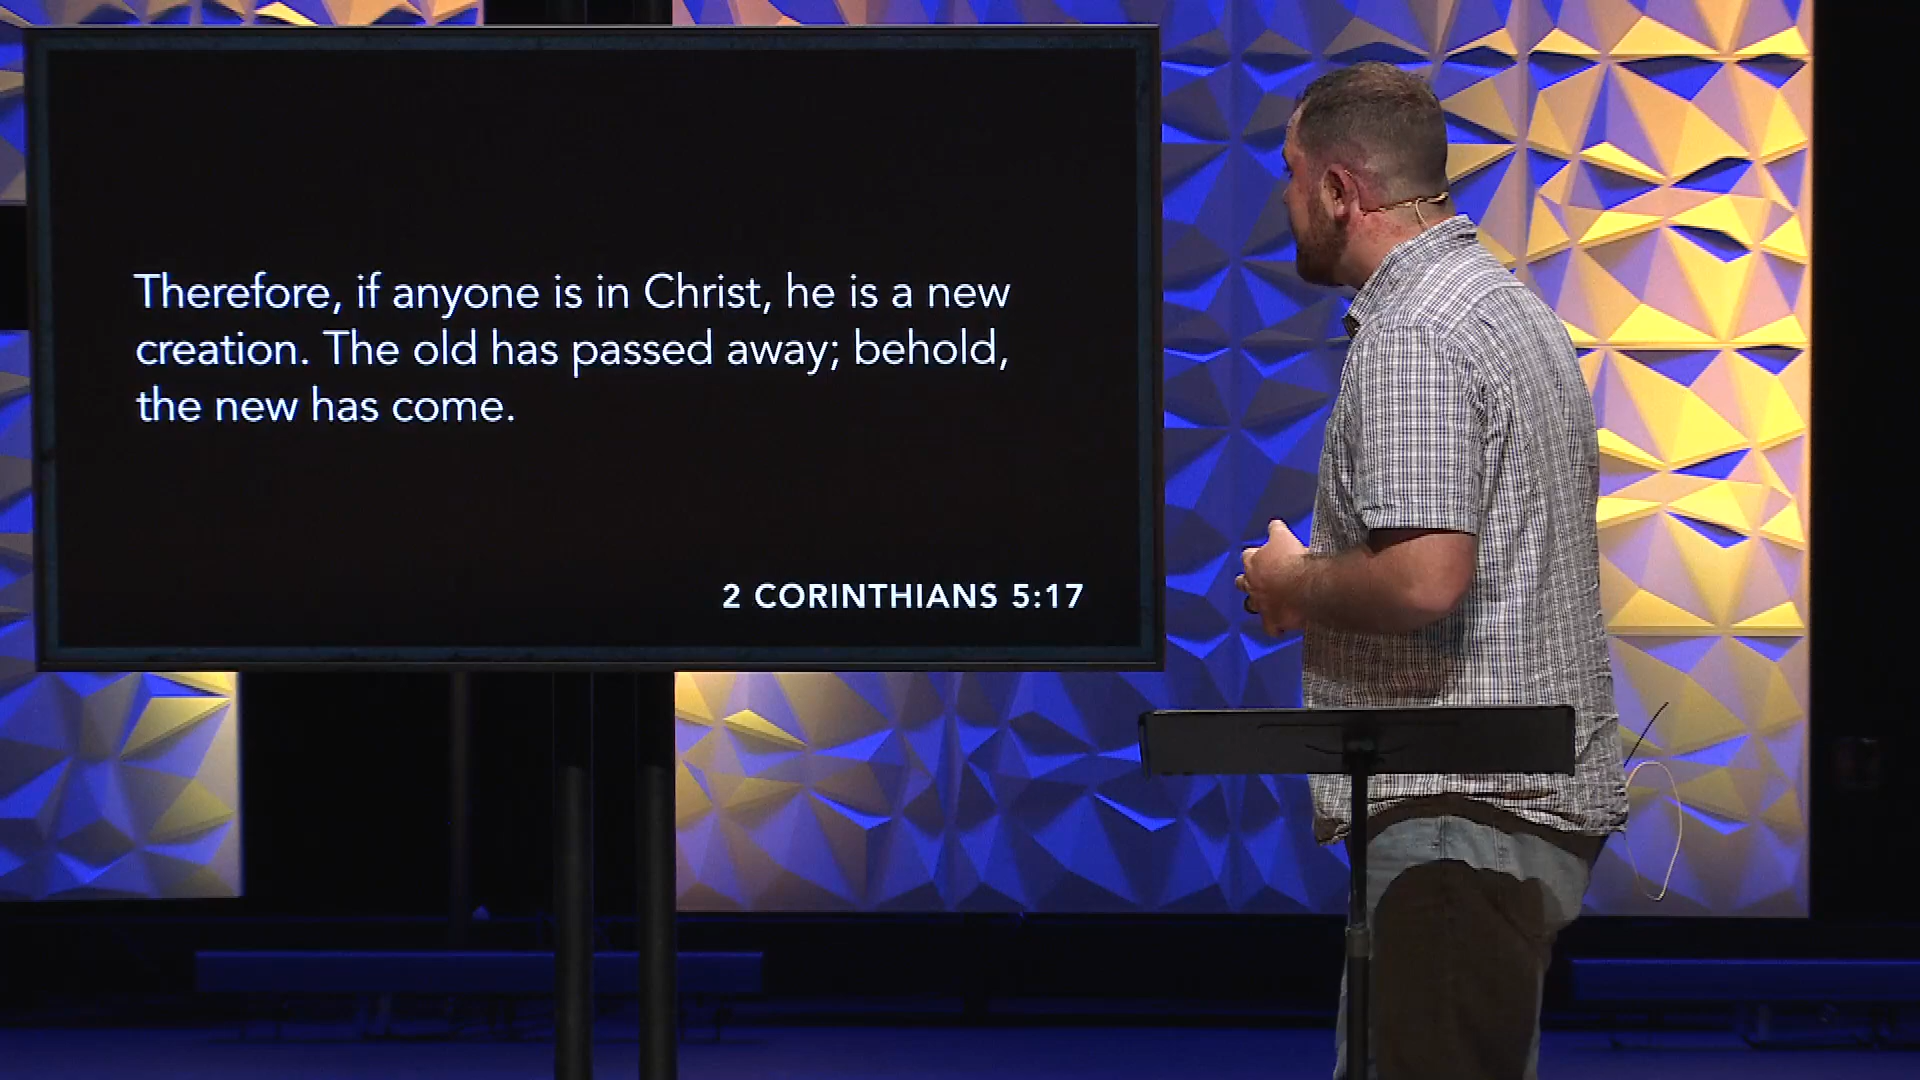 Therefore, if anyone is in Christ, he is a new
creation. The old has passed away; behold,
the new has come.
2 CORINTHIANS 5:17